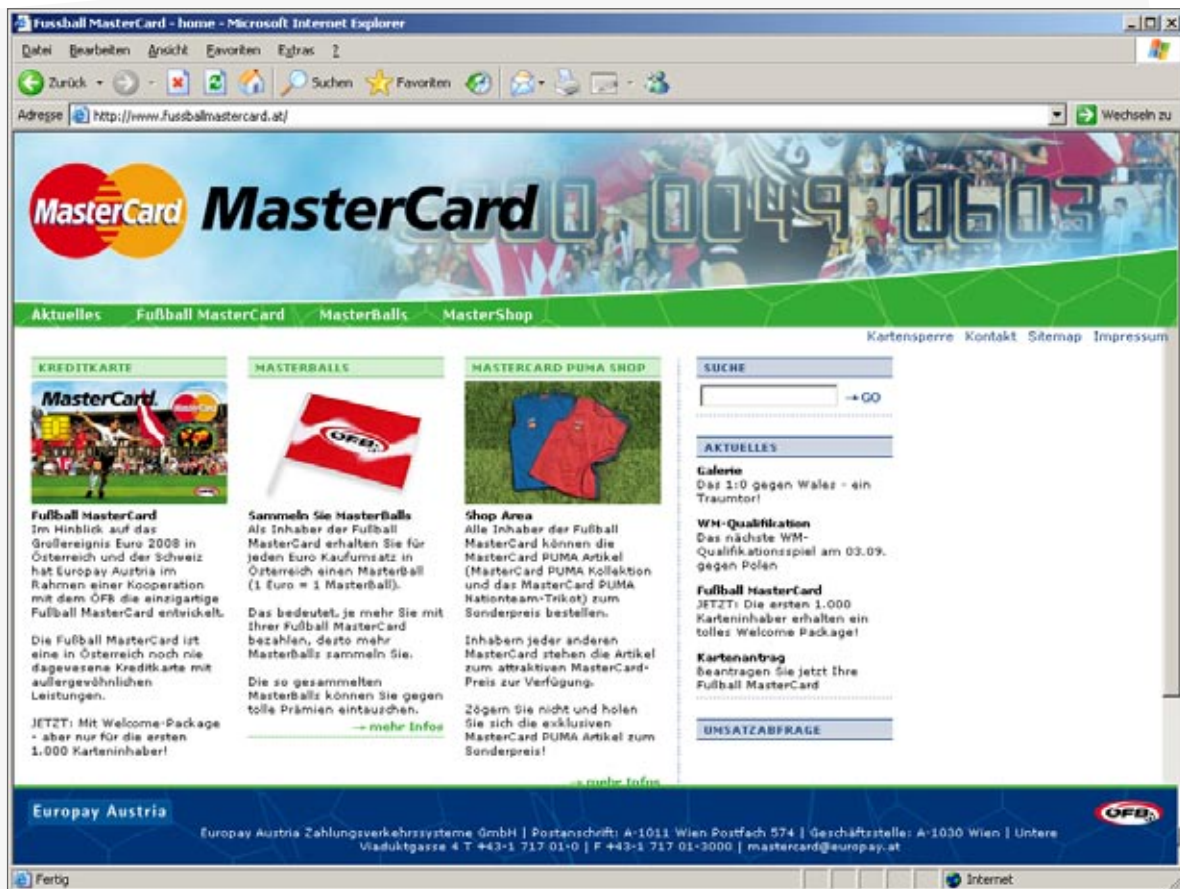 Fussball MasterCard - home - Microsoft Internet Explorer
Datei Bearbeiten Ansicht Favoriten Extras ?
Zurück Suchen Favoriten
Adresse http://www.fussballmastercard.at/ Wechseln zu
MasterCard MasterCard 000 0049 0603
Aktuelles Fußball MasterCard MasterBalls MasterShop
Kartensperre Kontakt Sitemap Impressum
KREDITKARTE
MasterCard.
MasterCard
Fußball MasterCard
Im Hinblick auf das
Großereignis Euro 2008 in
Österreich und der Schweiz
hat Europay Austria im
Rahmen einer Kooperation
mit dem ÖFB die einzigartige
Fußball MasterCard entwickelt.
Die Fußball MasterCard ist
eine in Österreich noch nie
dagewesene Kreditkarte mit
außergewöhnlichen
Leistungen.
JETZT: Mit Welcome-Package
- aber nur für die ersten
1.000 Karteninhaber!
MASTERBALLS
ÖFB
Sammeln Sie MasterBalls
Als Inhaber der Fußball
MasterCard erhalten Sie für
jeden Euro Kaufumsatz in
Österreich einen MasterBall
(1 Euro = 1 MasterBall).
Das bedeutet, je mehr Sie mit
Ihrer Fußball MasterCard
bezahlen, desto mehr
MasterBalls sammeln Sie.
Die so gesammelten
MasterBalls können Sie gegen
tolle Prämien eintauschen.
→ mehr Infos
MASTERCARD PUMA SHOP
Shop Area
Alle Inhaber der Fußball
MasterCard können die
MasterCard PUMA Artikel
(MasterCard PUMA Kollektion
und das MasterCard PUMA
Nationteam-Trikot) zum
Sonderpreis bestellen.
Inhabern jeder anderen
MasterCard stehen die Artikel
zum attraktiven MasterCard-
Preis zur Verfügung.
Zögern Sie nicht und holen
Sie sich die exklusiven
MasterCard PUMA Artikel zum
Sonderpreis!
→ mehr Infos
SUCHE
→ GO
AKTUELLES
Galerie
Das 1:0 gegen Wales - ein
Traumtor!
WM-Qualifikation
Das nächste WM-
Qualifikationsspiel am 03.09.
gegen Polen
Fußball MasterCard
JETZT: Die ersten 1.000
Karteninhaber erhalten ein
tolles Welcome Package!
Kartenantrag
Beantragen Sie jetzt Ihre
Fußball MasterCard
UMSATZABFRAGE
Europay Austria
ÖFB
Europay Austria Zahlungsverkehrssysteme GmbH | Postanschrift: A-1011 Wien Postfach 574 | Geschäftsstelle: A-1030 Wien | Untere
Viaduktgasse 4 T +43-1 717 01-0 | F +43-1 717 01-3000 | mastercard@europay.at
Fertig Internet